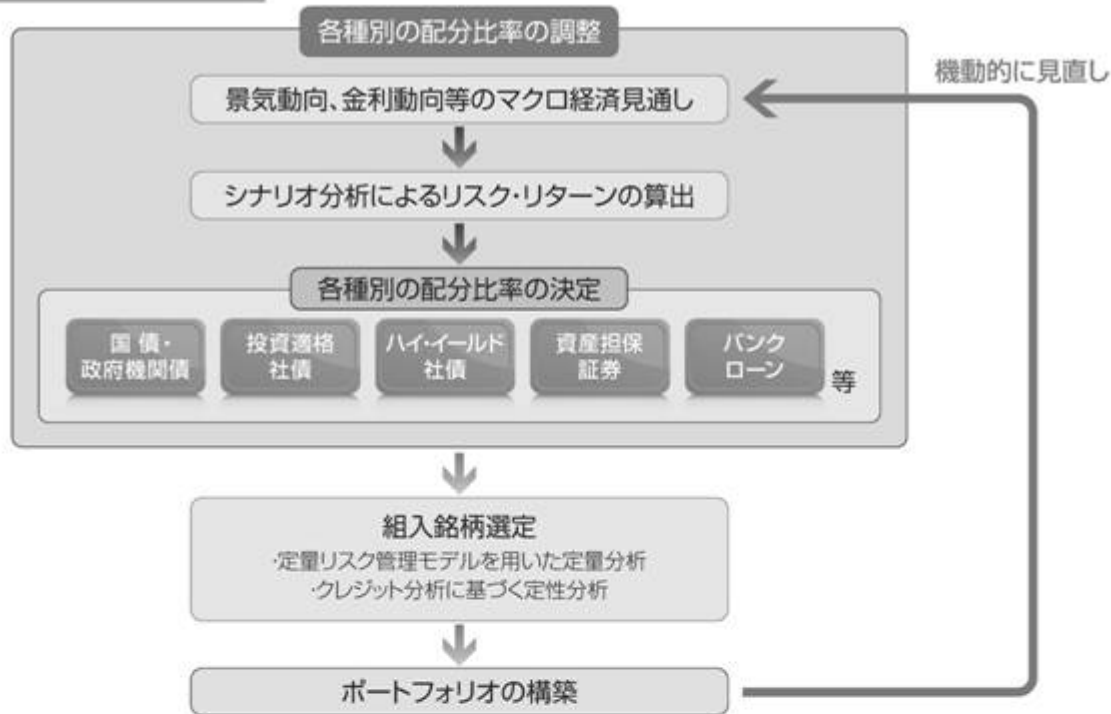 各種別の配分比率の調整
機動的に見直し
景気動向、金利動向等のマクロ経済見通し
シナリオ分析によるリスク・リターンの算出
各種別の配分比率の決定
国債・
政府機関債
投資適格
社債
ハイ・イールド
社債
資産担保
証券
バンク
ローン
等
組入銘柄選定
・定量リスク管理モデルを用いた定量分析
・クレジット分析に基づく定性分析
ポートフォリオの構築